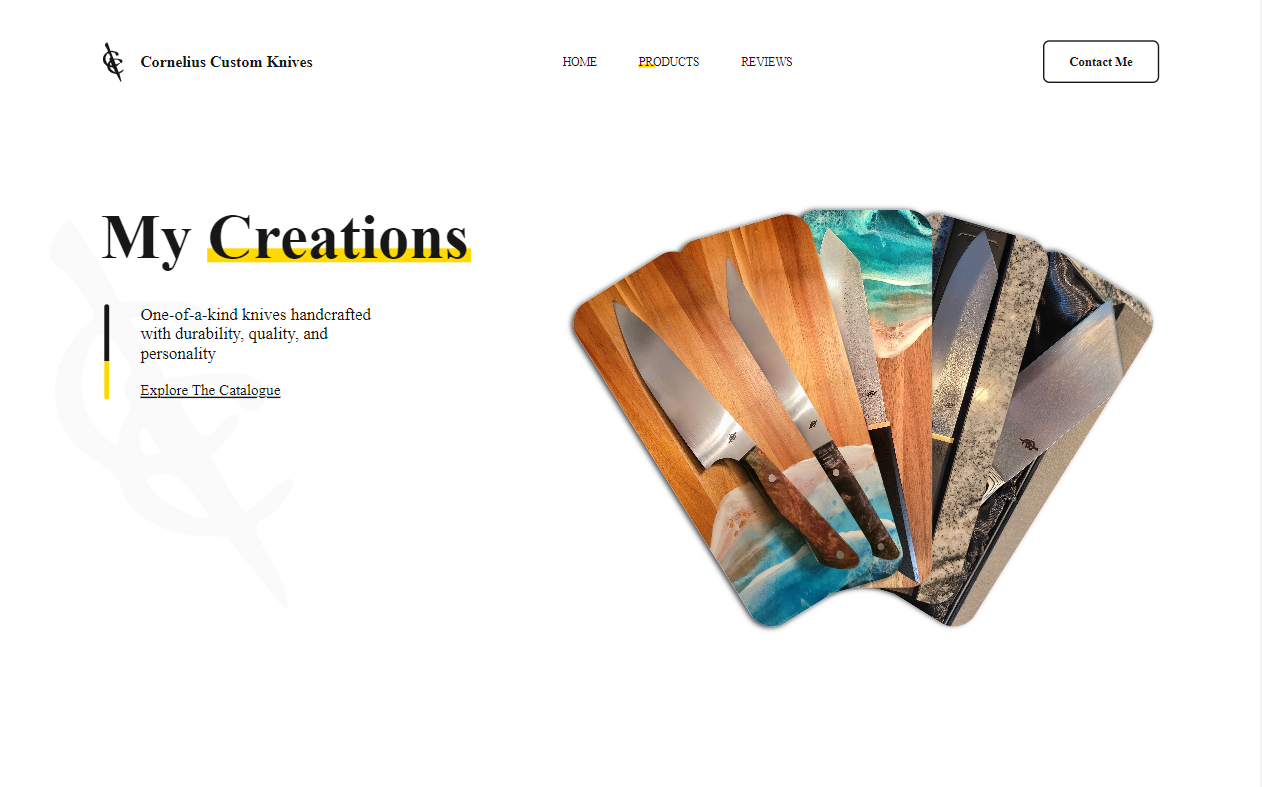 Cornelius Custom Knives
HOME
PRODUCTS
REVIEWS
Contact Me
My Creations
One-of-a-kind knives handcrafted
with durability, quality, and
personality
Explore The Catalogue